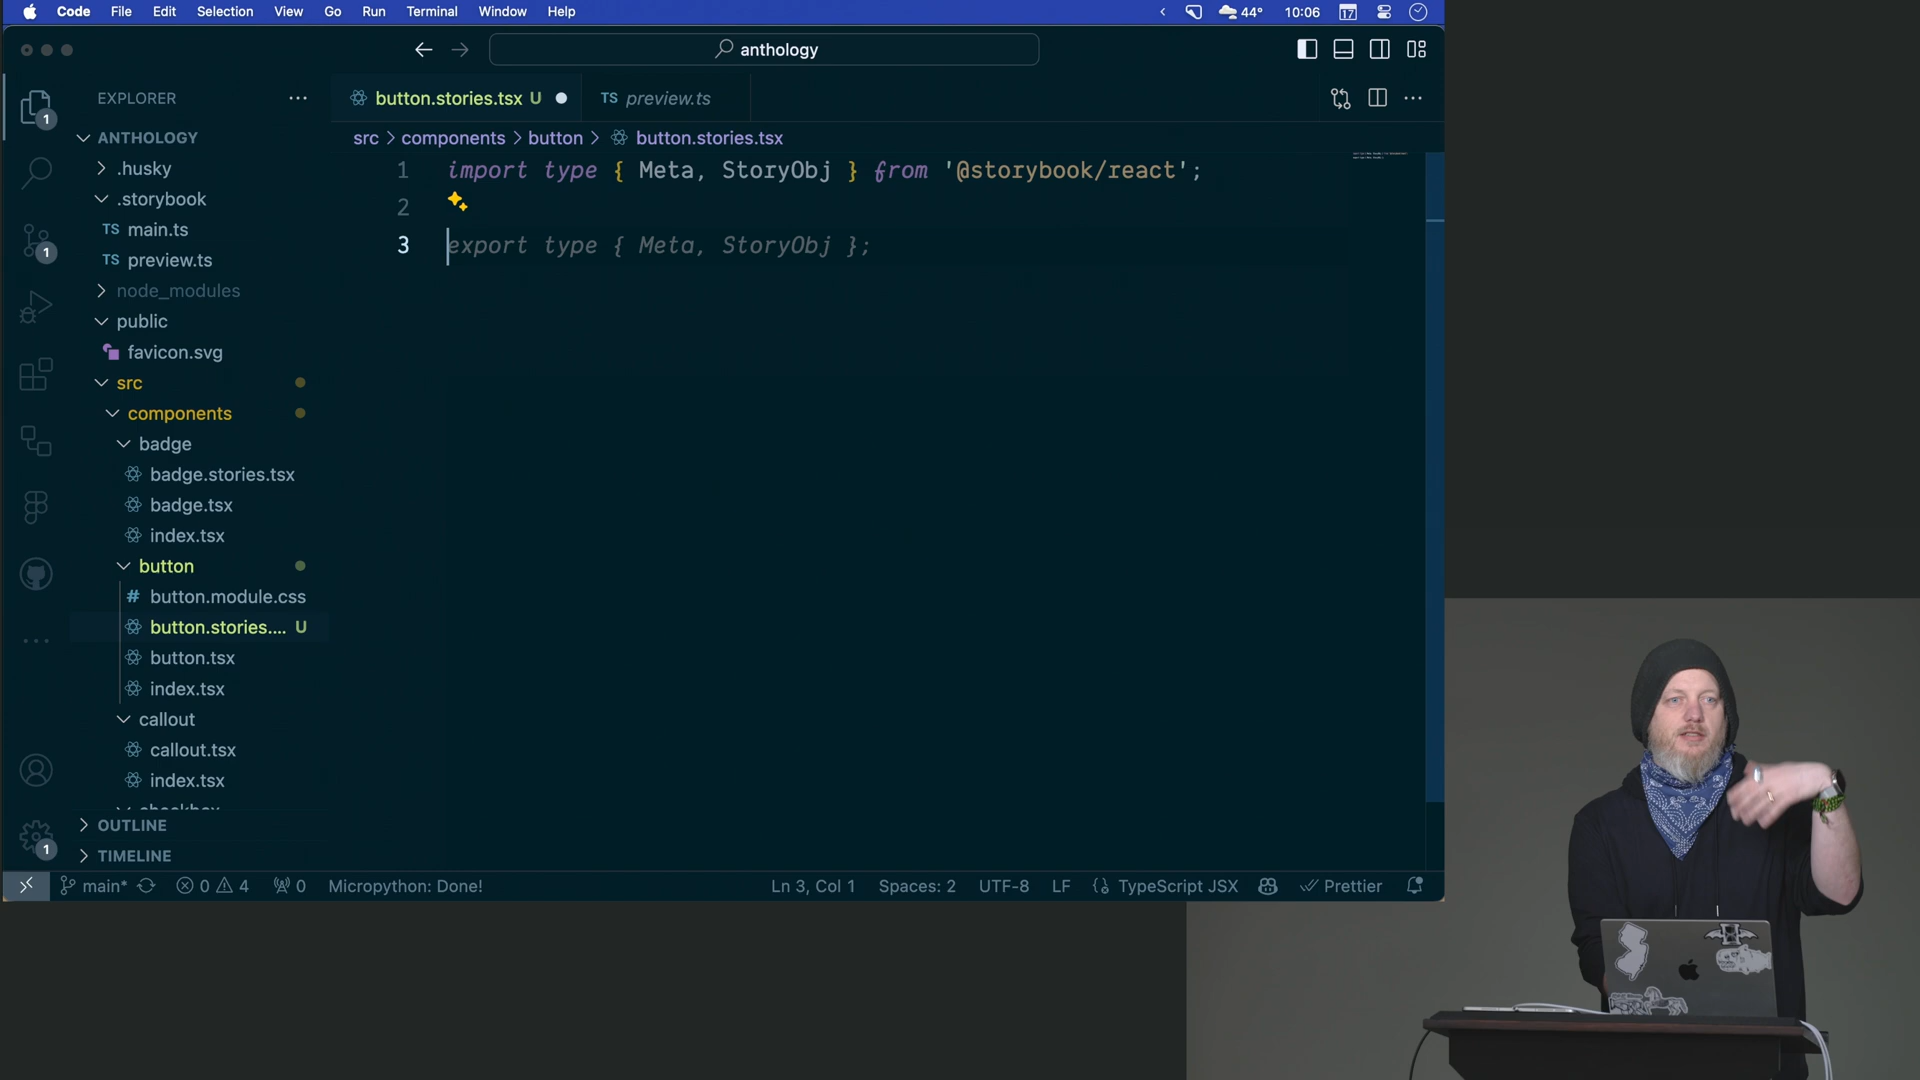 Code File Edit Selection View Go Run Terminal Window Help
44° 10:06 17
anthology
EXPLORER
button.stories.tsx U
TS preview.ts
src > components > button > button.stories.tsx
ANTHOLOGY
.husky
.storybook
TS main.ts
TS preview.ts
node_modules
public
favicon.svg
src
components
badge
badge.stories.tsx
badge.tsx
index.tsx
button
# button.module.css
button.stories.... U
button.tsx
index.tsx
callout
callout.tsx
index.tsx
OUTLINE
TIMELINE
1
1
1
1 import type { Meta, StoryObj } from '@storybook/react';
2
3 export type { Meta, StoryObj };
main* 0 4 0 Micropython: Done!
Ln 3, Col 1 Spaces: 2 UTF-8 LF {} TypeScript JSX Prettier